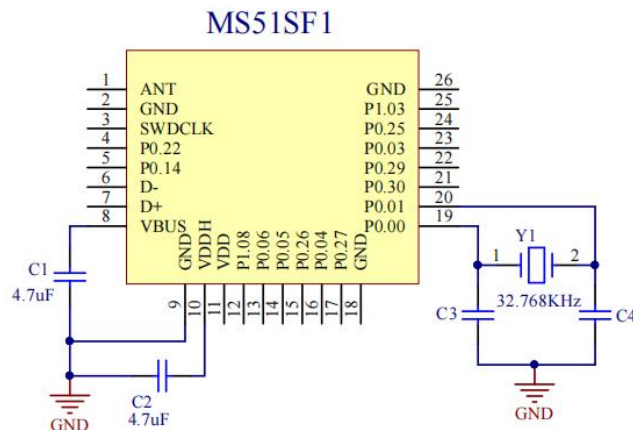 MS51SF1
1 ANT GND 26
2 GND P1.03 25
3 SWDCLK P0.25 24
4 P0.22 P0.03 23
5 P0.14 P0.29 22
6 D- P0.30 21
7 D+ P0.01 20
8 VBUS P0.00 19
GND VDDH VDD P1.08 P0.06 P0.05 P0.26 P0.04 P0.27 GND
9 10 11 12 13 14 15 16 17 18
C1
4.7uF
C2
4.7uF
GND
Y1
1 2
32.768KHz
C3 C4
GND